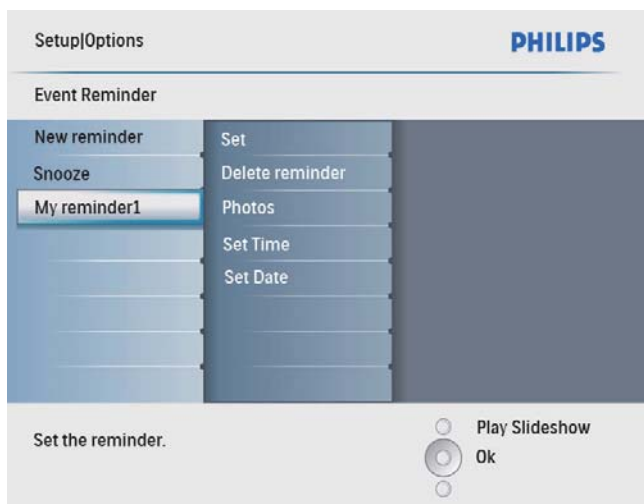 Setup|Options
PHILIPS
Event Reminder
New reminder
Snooze
My reminder1
Set
Delete reminder
Photos
Set Time
Set Date
Set the reminder.
Play Slideshow
Ok